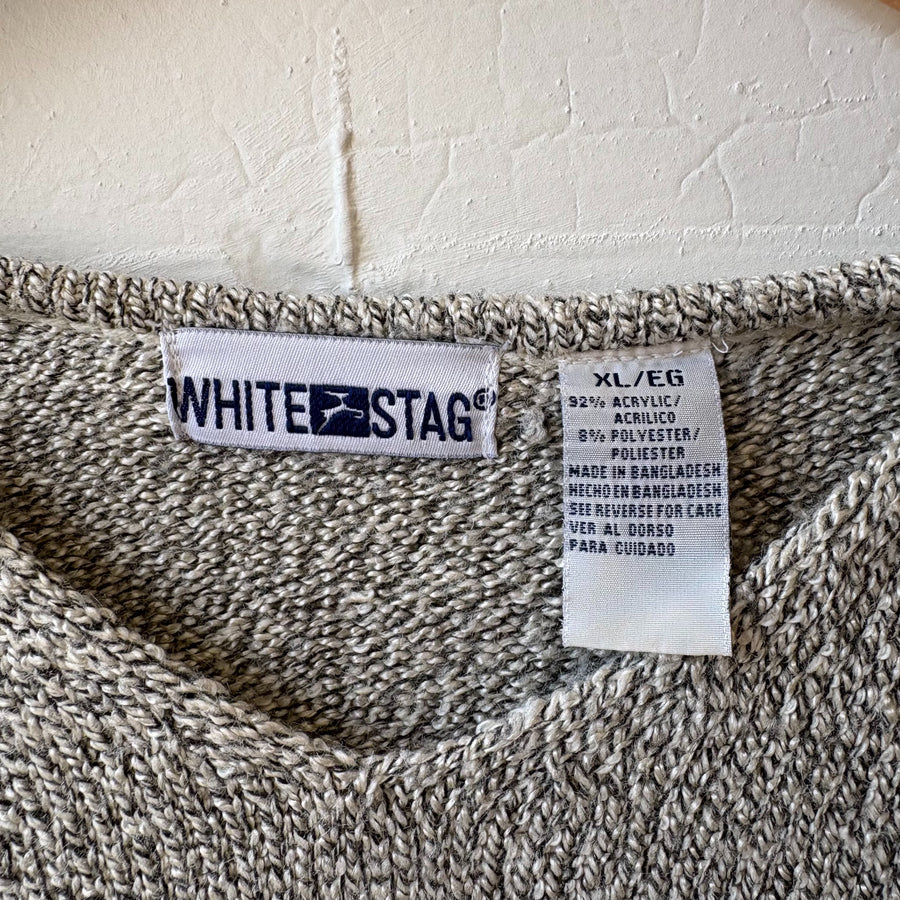 WHITE STAG®
XL/EG
92% ACRYLIC/
ACRILICO
8% POLYESTER/
POLIESTER
MADE IN BANGLADESH
HECHO EN BANGLADESH
SEE REVERSE FOR CARE
VER AL DORSO
PARA CUIDADO